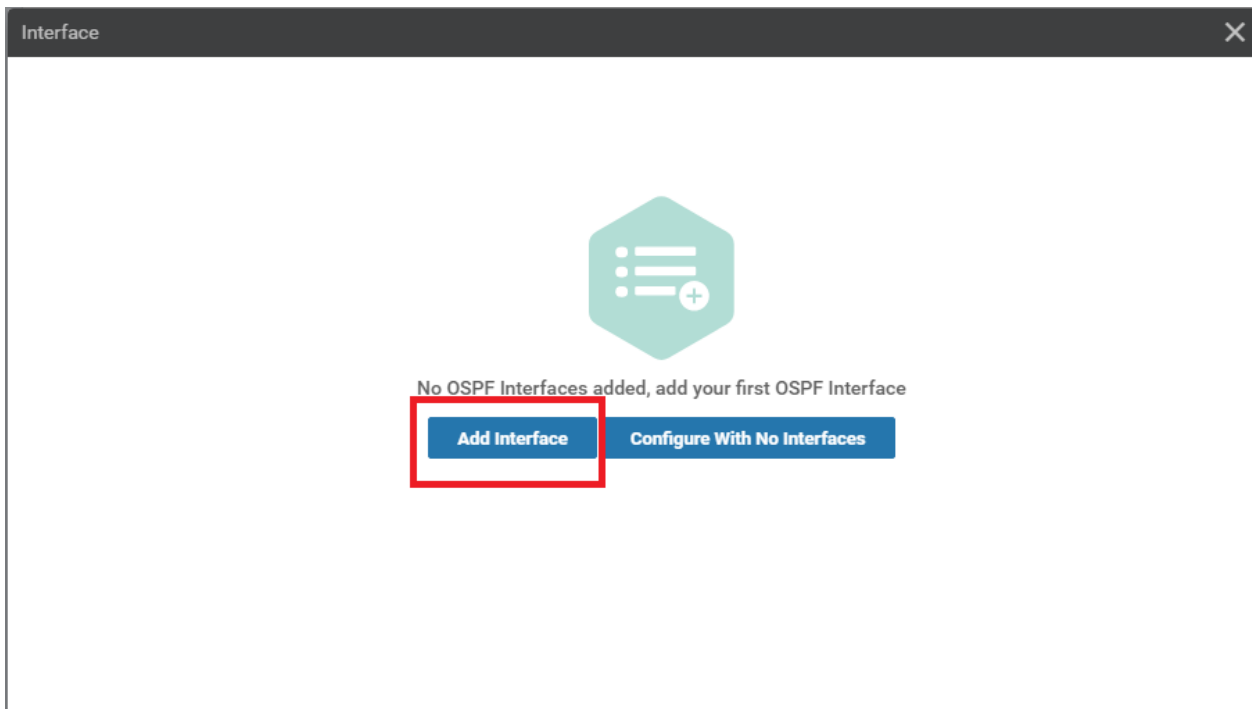 Interface
No OSPF Interfaces added, add your first OSPF Interface
Add Interface
Configure With No Interfaces